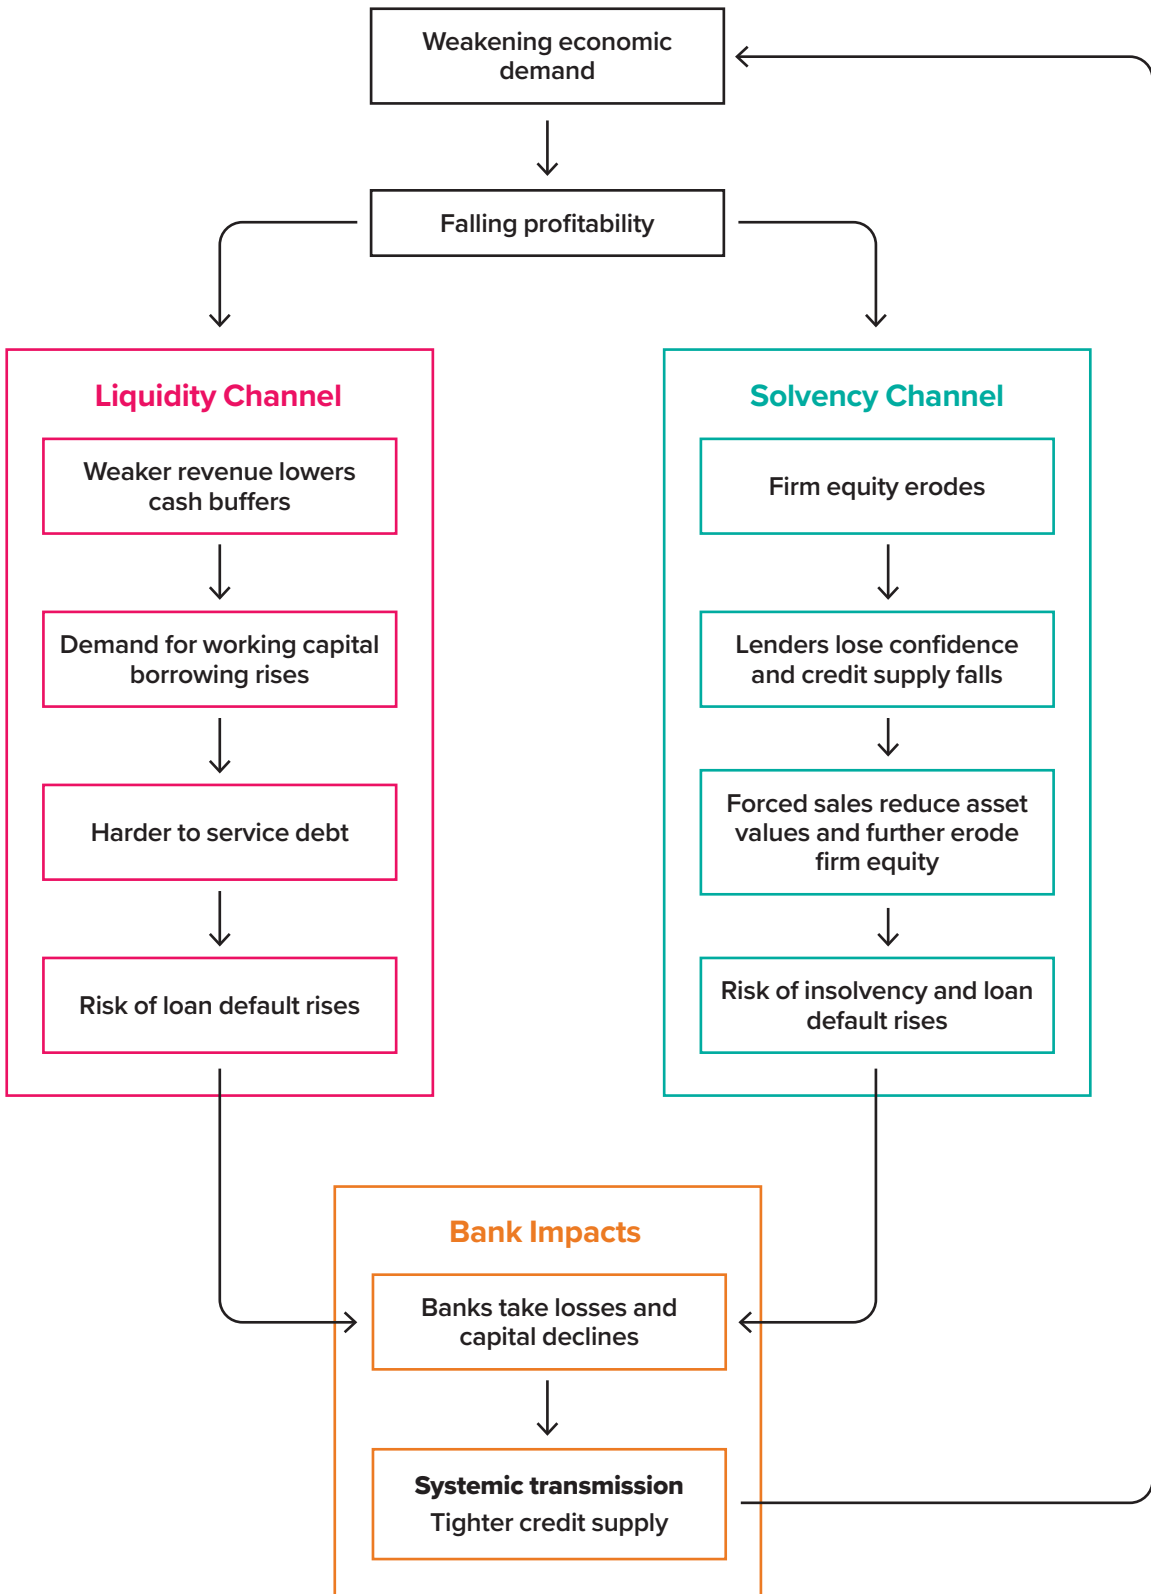 Weakening economic
demand
Falling profitability
Liquidity Channel
Weaker revenue lowers
cash buffers
Demand for working capital
borrowing rises
Harder to service debt
Risk of loan default rises
Solvency Channel
Firm equity erodes
Lenders lose confidence
and credit supply falls
Forced sales reduce asset
values and further erode
firm equity
Risk of insolvency and loan
default rises
Bank Impacts
Banks take losses and
capital declines
Systemic transmission
Tighter credit supply